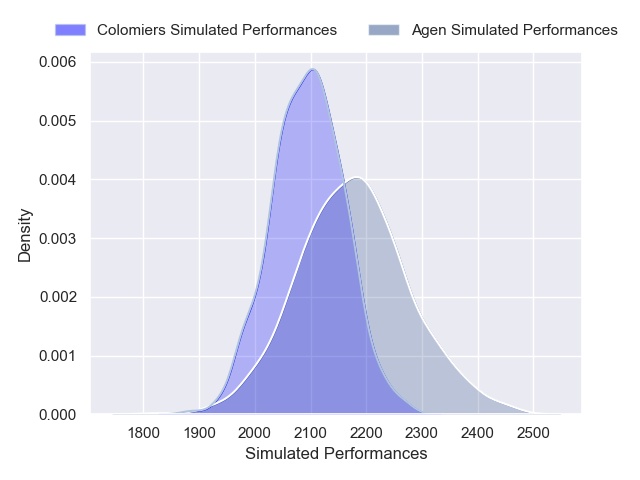 Colomiers Simulated Performances Agen Simulated Performances
0.006
0.005
0.004
0.003
0.002
0.001
0.000
Density
1800 1900 2000 2100 2200 2300 2400 2500
Simulated Performances